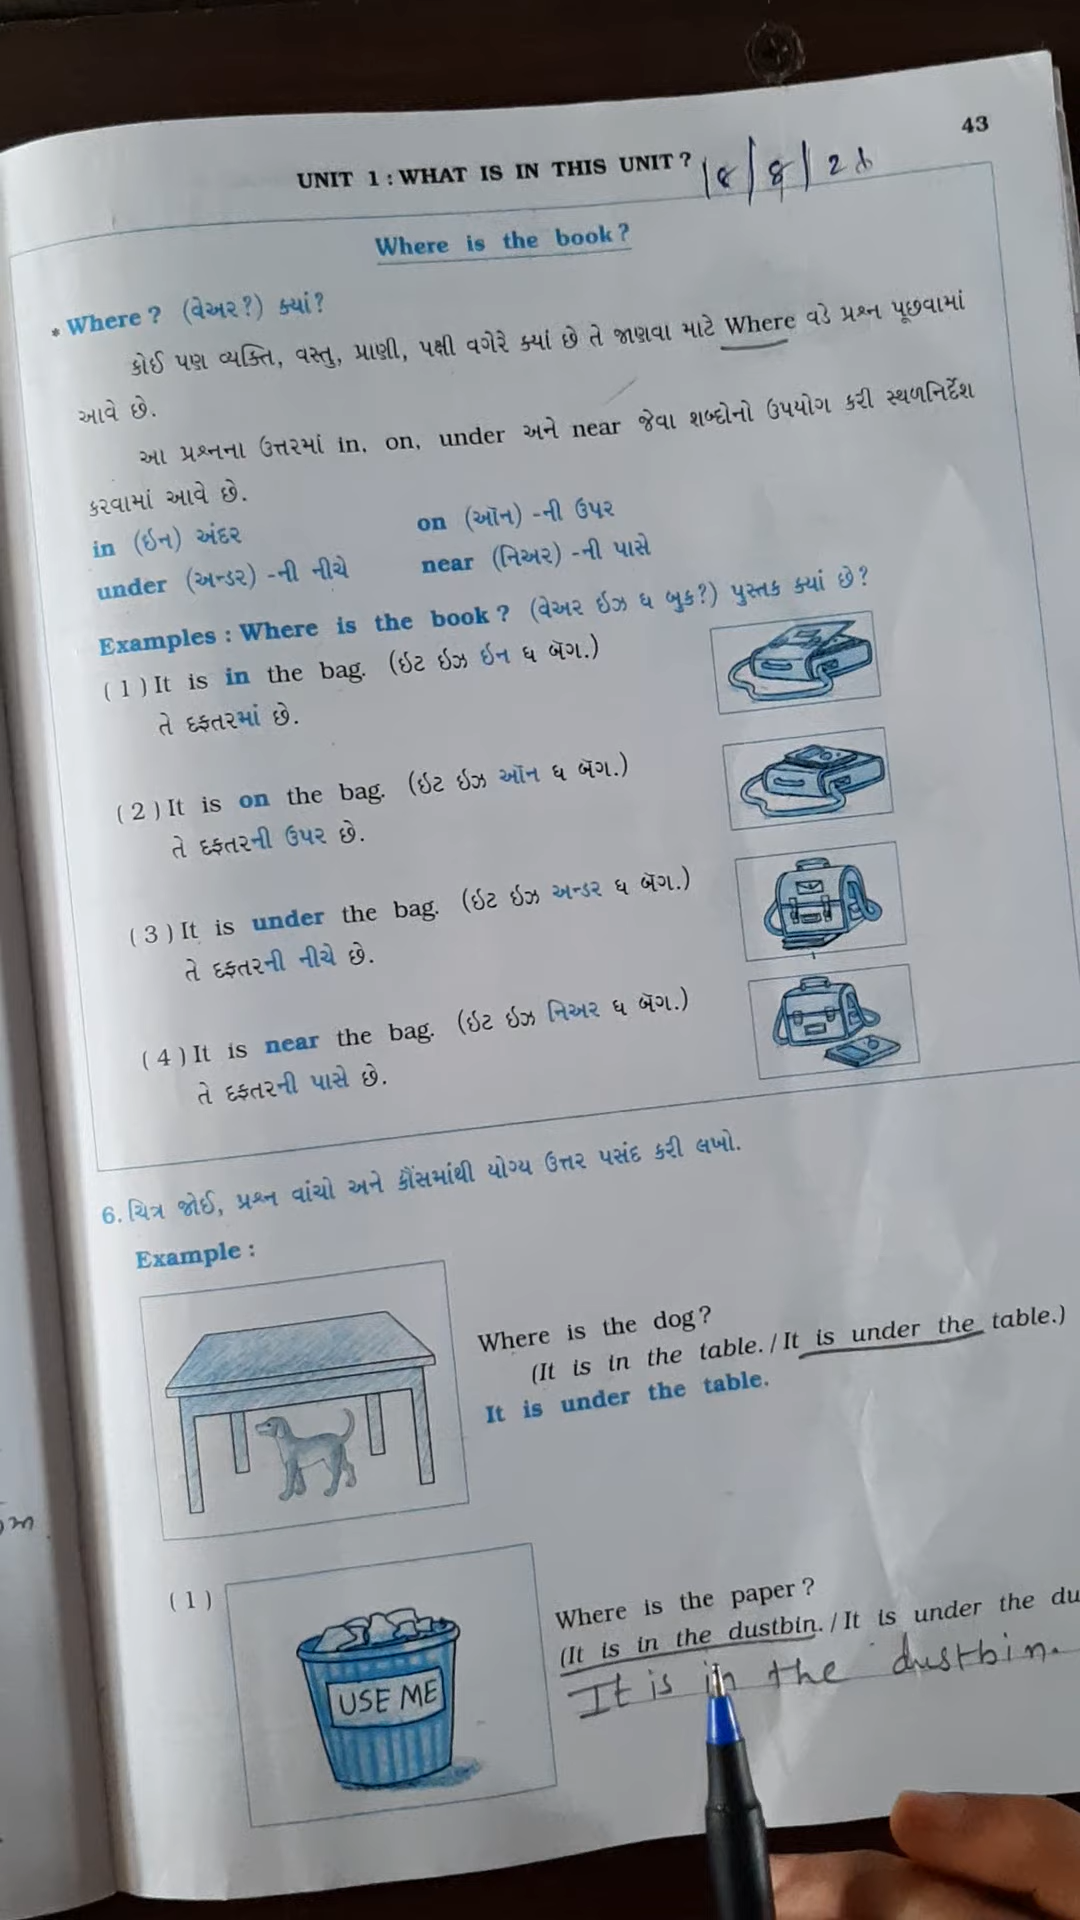 43
UNIT 1 : WHAT IS IN THIS UNIT ? 18/8/2
Where is the book ?
* Where ? (વેઅર ?) ક્યાં ?
કોઈ પણ વ્યક્તિ, વસ્તુ, પ્રાણી, પક્ષી વગેરે ક્યાં છે તે જાણવા માટે Where વડે પ્રશ્ન પૂછવામાં
આવે છે.
આ પ્રશ્નના ઉત્તરમાં in, on, under અને near જેવા શબ્દોનો ઉપયોગ કરી સ્થળનિર્દેશ
કરવામાં આવે છે.
in (ઇન) અંદર on (ઑન) -ની ઉપર
under (અન્ડર) -ની નીચે near (નિઅર) -ની પાસે
Examples : Where is the book ? (વેઅર ઇઝ ધ બુક?) પુસ્તક ક્યાં છે ?
( 1 ) It is in the bag. (ઇટ ઇઝ ઇન ધ બૅગ.)
તે દફતરમાં છે.
( 2 ) It is on the bag. (ઇટ ઇઝ ઑન ધ બૅગ.)
તે દફતરની ઉપર છે.
( 3 ) It is under the bag. (ઇટ ઇઝ અન્ડર ધ બૅગ.)
તે દફતરની નીચે છે.
( 4 ) It is near the bag. (ઇટ ઇઝ નિઅર ધ બૅગ.)
તે દફતરની પાસે છે.
6. ચિત્ર જોઈ, પ્રશ્ન વાંચો અને કૌંસમાંથી યોગ્ય ઉત્તર પસંદ કરી લખો.
Example :
Where is the dog ?
(It is in the table. / It is under the table.)
It is under the table.
( 1 )
Where is the paper ?
(It is in the dustbin. / It is under the du
It is in the dustbin.
USE ME